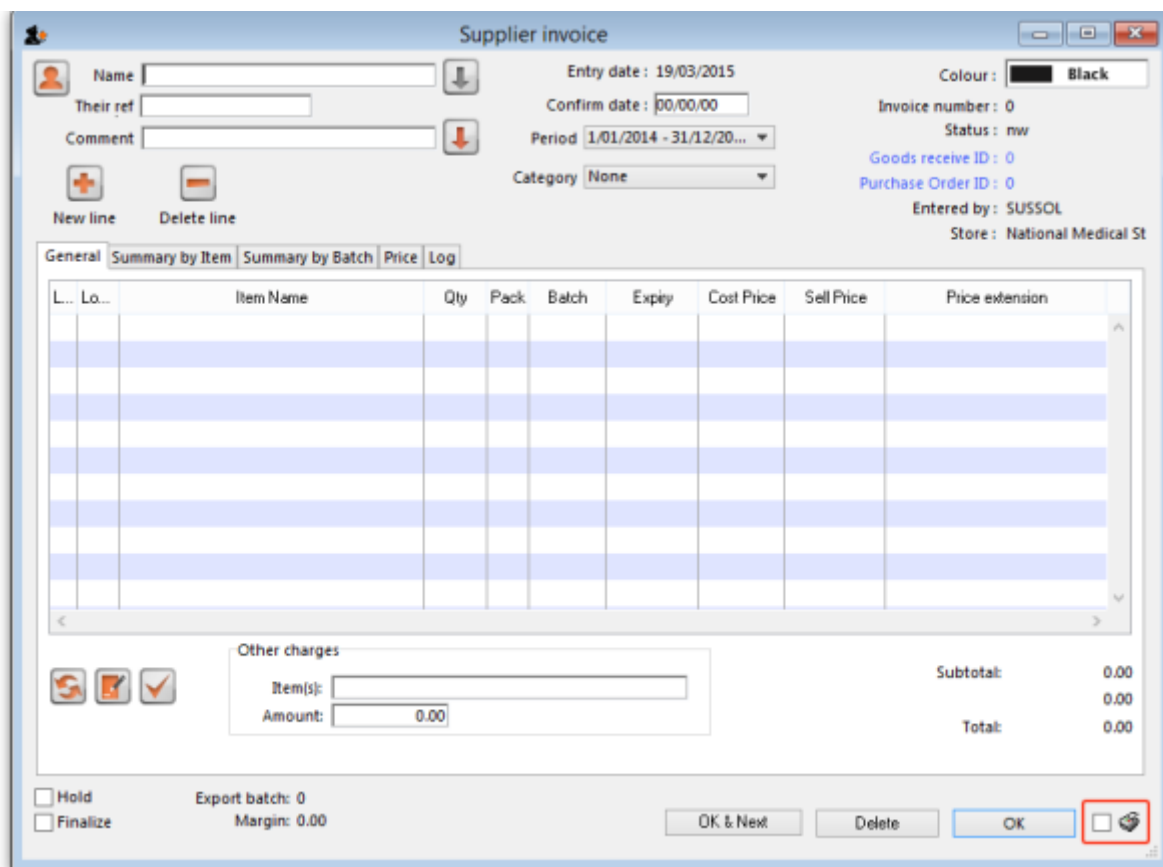 Supplier invoice
Name
Entry date : 19/03/2015
Colour : Black
Their ref
Confirm date : 00/00/00
Invoice number : 0
Comment
Period 1/01/2014 - 31/12/20...
Status : nw
Goods receive ID : 0
Category None
Purchase Order ID : 0
New line Delete line
Entered by : SUSSOL
Store : National Medical St
General Summary by Item Summary by Batch Price Log
L... Lo... Item Name Qty Pack Batch Expiry Cost Price Sell Price Price extension
Other charges
Item(s):
Amount: 0.00
Subtotal: 0.00
0.00
Total: 0.00
Hold Export batch: 0
Finalize Margin: 0.00
OK & Next Delete OK